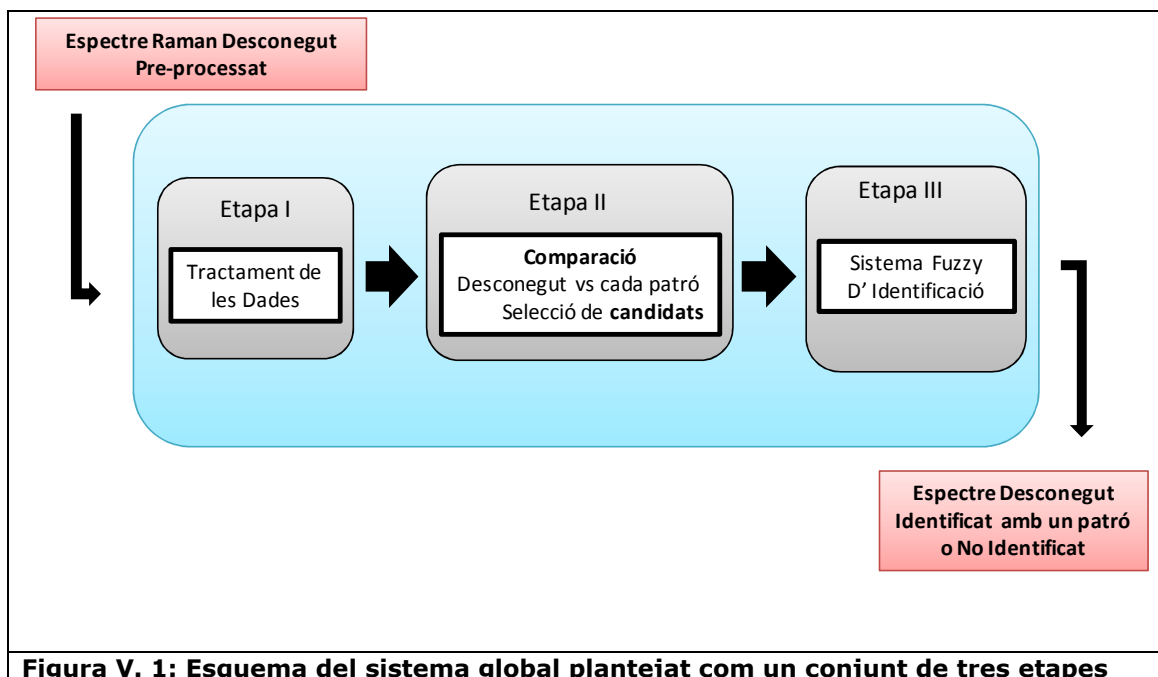 Espectre Raman Desconegut
Pre-processat
Etapa I
Tractament de
les Dades
Etapa II
Comparació
Desconegut vs cada patró
Selecció de candidats
Etapa III
Sistema Fuzzy
D’ Identificació
Espectre Desconegut
Identificat amb un patró
o No Identificat
Figura V. 1: Esquema del sistema global plantejat com un conjunt de tres etapes